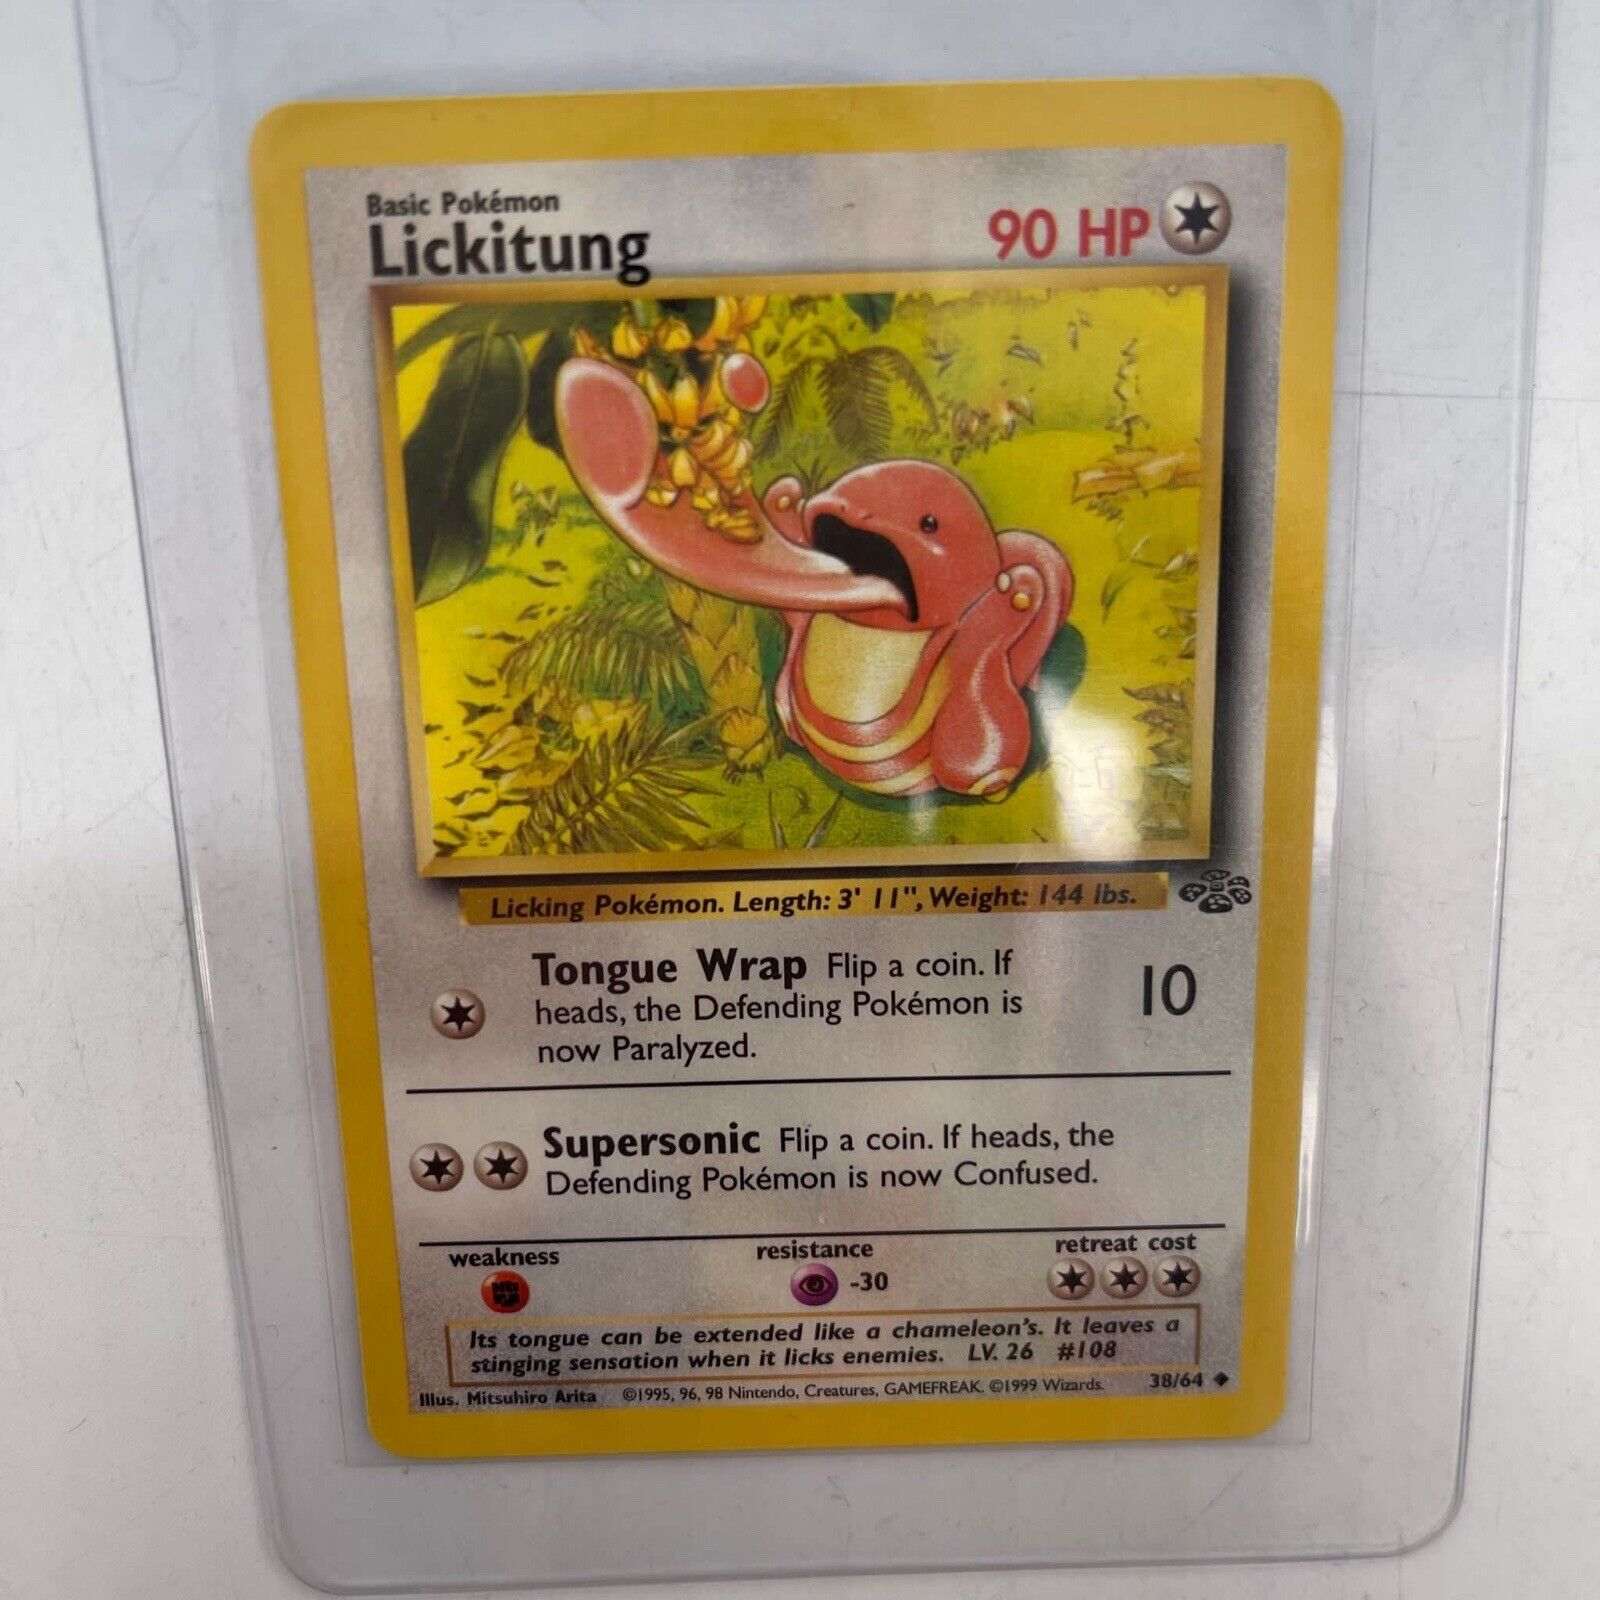 Basic Pokémon
Lickitung
90 HP
Licking Pokémon. Length: 3' 11", Weight: 144 lbs.
Tongue Wrap Flip a coin. If
heads, the Defending Pokémon is
now Paralyzed.
10
Supersonic Flip a coin. If heads, the
Defending Pokémon is now Confused.
weakness
resistance
retreat cost
-30
Its tongue can be extended like a chameleon's. It leaves a
stinging sensation when it licks enemies. LV. 26 #108
Illus. Mitsuhiro Arita ©1995, 96, 98 Nintendo, Creatures, GAMEFREAK. ©1999 Wizards. 38/64